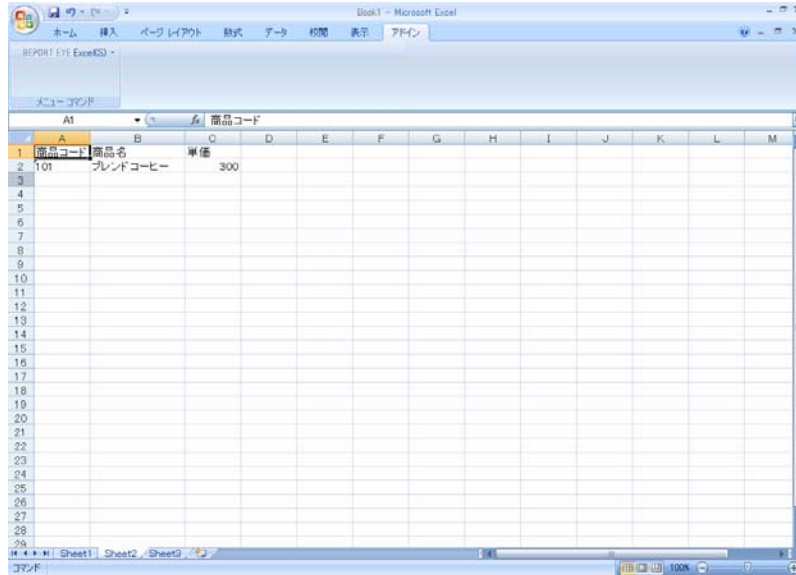 Book1 - Microsoft Excel
ホーム 挿入 ページ レイアウト 数式 データ 校閲 表示 アドイン
REPORT EYE Excel(S)
メニュー コマンド
A1 fx 商品コード
A B C D E F G H I J K L M
1 商品コード 商品名 単価
2 101 ブレンドコーヒー 300
3
4
5
6
7
8
9
10
11
12
13
14
15
16
17
18
19
20
21
22
23
24
25
26
27
28
29
Sheet1 Sheet2 Sheet3
コマンド 100%